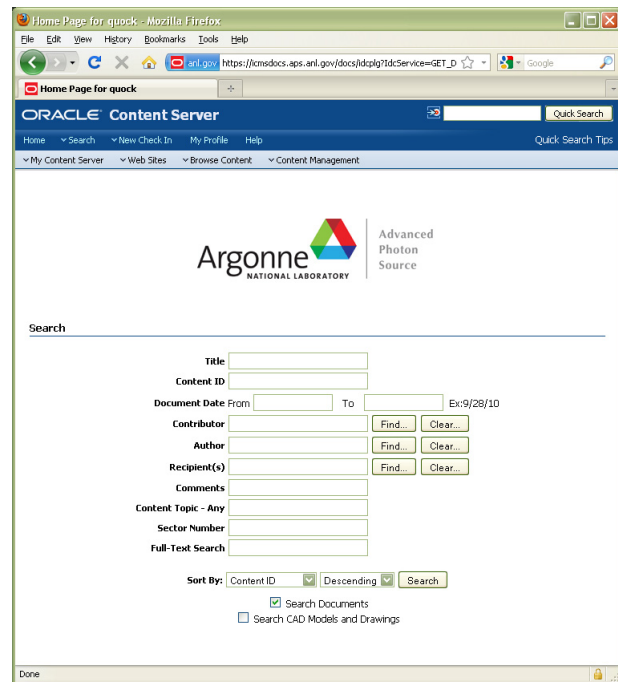 Home Page for quock - Mozilla Firefox
File Edit View History Bookmarks Tools Help
anl.gov https://icmsdocs.aps.anl.gov/docs/idcplg?IdcService=GET_D Google
Home Page for quock
ORACLE Content Server Quick Search
Home Search New Check In My Profile Help Quick Search Tips
My Content Server Web Sites Browse Content Content Management
Argonne
NATIONAL LABORATORY
Advanced
Photon
Source
Search
Title
Content ID
Document Date From To Ex:9/28/10
Contributor Find... Clear...
Author Find... Clear...
Recipient(s) Find... Clear...
Comments
Content Topic - Any
Sector Number
Full-Text Search
Sort By: Content ID Descending Search
Search Documents
Search CAD Models and Drawings
Done